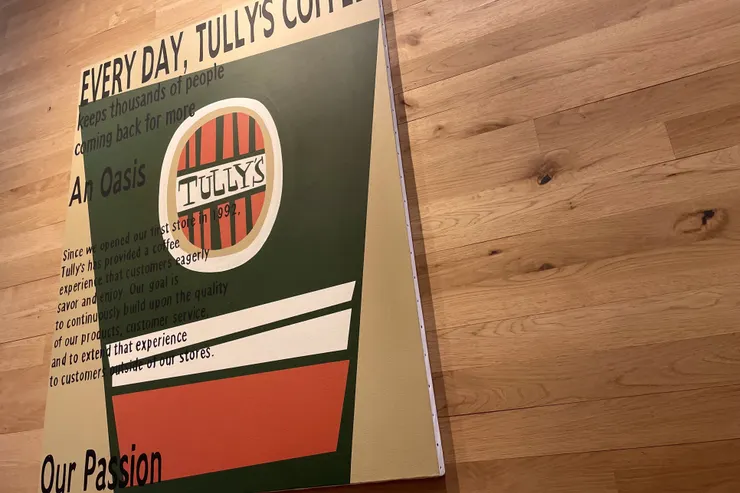 EVERY DAY, TULLY'S COFFEE
keeps thousands of people
coming back for more
An Oasis
TULLY'S
Since we opened our first store in 1992,
Tully's has provided a coffee
experience that customers eagerly
savor and enjoy. Our goal is
to continuously build upon the quality
of our products, customer service,
and to extend that experience
to customers outside of our stores.
Our Passion